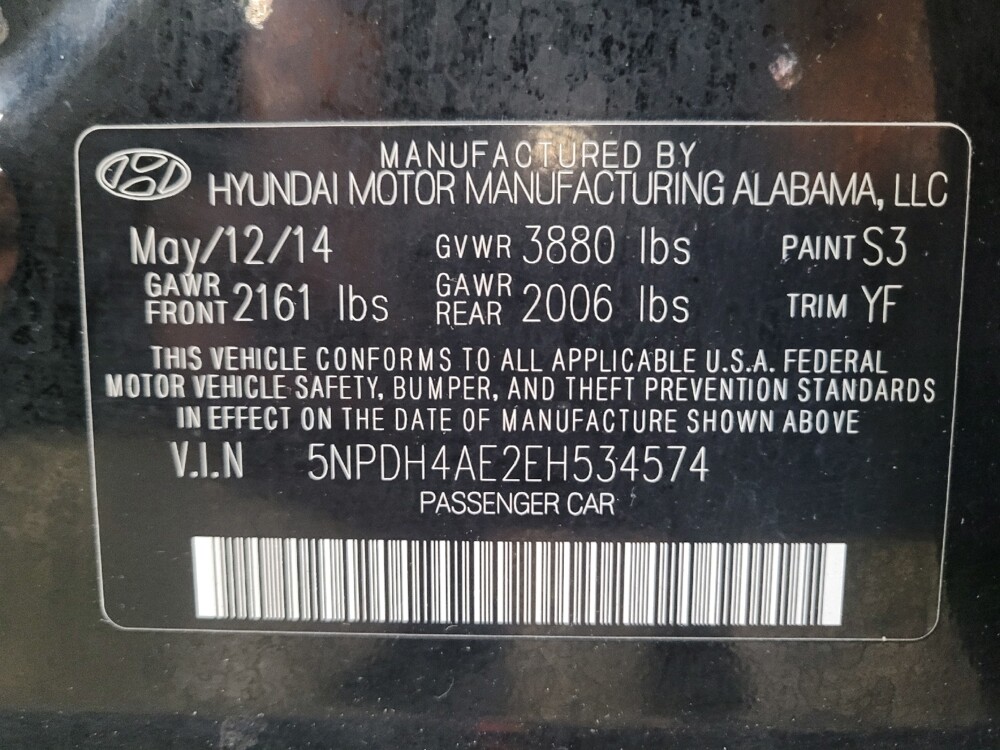 MANUFACTURED BY
HYUNDAI MOTOR MANUFACTURING ALABAMA, LLC
May/12/14 GVWR 3880 lbs PAINT S3
GAWR FRONT 2161 lbs GAWR REAR 2006 lbs TRIM YF
THIS VEHICLE CONFORMS TO ALL APPLICABLE U.S.A. FEDERAL
MOTOR VEHICLE SAFETY, BUMPER, AND THEFT PREVENTION STANDARDS
IN EFFECT ON THE DATE OF MANUFACTURE SHOWN ABOVE
V.I.N 5NPDH4AE2EH534574
PASSENGER CAR